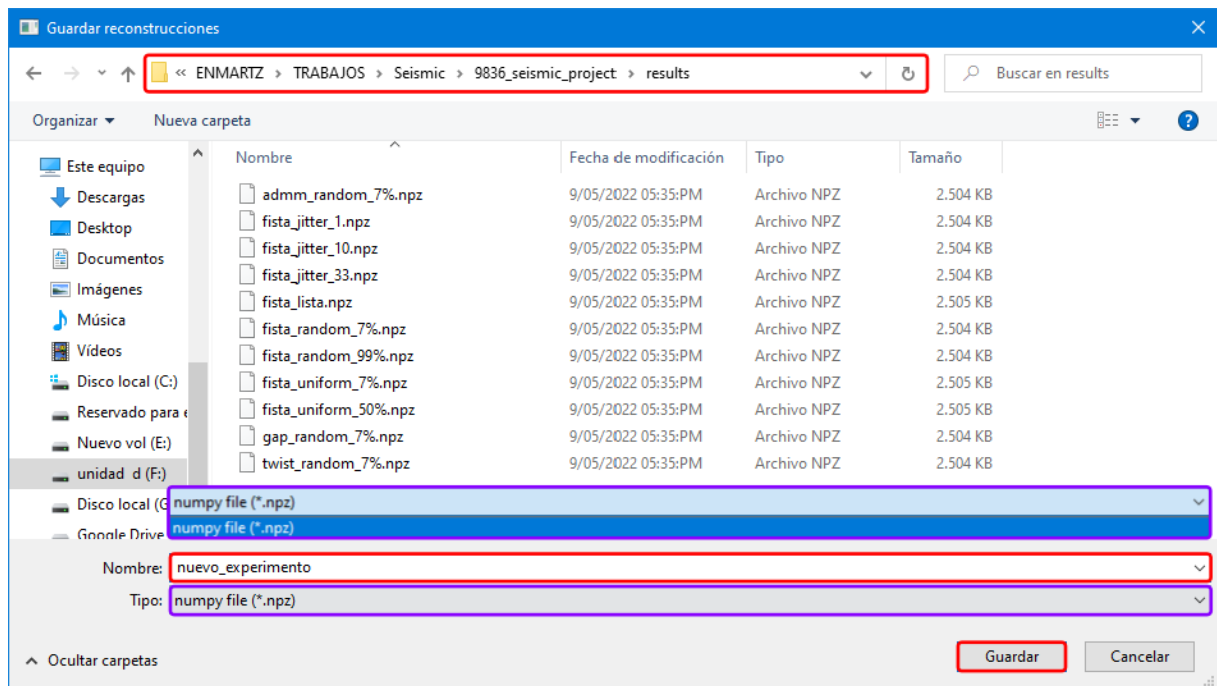 Guardar reconstrucciones
« ENMARTZ > TRABAJOS > Seismic > 9836_seismic_project > results
Buscar en results
Organizar Nueva carpeta
?
Nombre Fecha de modificación Tipo Tamaño
Este equipo
Descargas
Desktop
Documentos
Imágenes
Música
Vídeos
Disco local (C:)
Reservado para e
Nuevo vol (E:)
unidad d (F:)
Disco local (G
Google Drive
admm_random_7%.npz 9/05/2022 05:35:PM Archivo NPZ 2.504 KB
fista_jitter_1.npz 9/05/2022 05:35:PM Archivo NPZ 2.504 KB
fista_jitter_10.npz 9/05/2022 05:35:PM Archivo NPZ 2.504 KB
fista_jitter_33.npz 9/05/2022 05:35:PM Archivo NPZ 2.504 KB
fista_lista.npz 9/05/2022 05:35:PM Archivo NPZ 2.505 KB
fista_random_7%.npz 9/05/2022 05:35:PM Archivo NPZ 2.504 KB
fista_random_99%.npz 9/05/2022 05:35:PM Archivo NPZ 2.504 KB
fista_uniform_7%.npz 9/05/2022 05:35:PM Archivo NPZ 2.505 KB
fista_uniform_50%.npz 9/05/2022 05:35:PM Archivo NPZ 2.505 KB
gap_random_7%.npz 9/05/2022 05:35:PM Archivo NPZ 2.504 KB
twist_random_7%.npz 9/05/2022 05:35:PM Archivo NPZ 2.504 KB
numpy file (*.npz)
numpy file (*.npz)
Nombre: nuevo_experimento
Tipo: numpy file (*.npz)
Ocultar carpetas
Guardar Cancelar